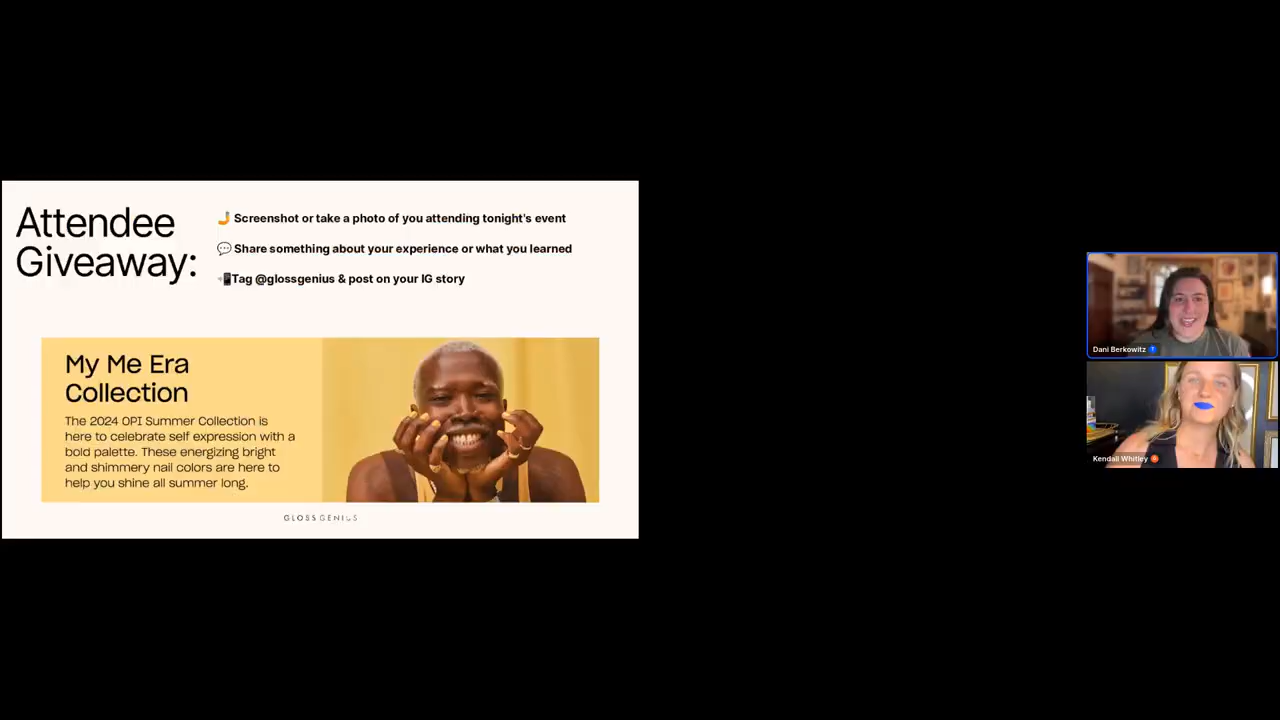 Attendee
Giveaway:
🤳 Screenshot or take a photo of you attending tonight's event
💬 Share something about your experience or what you learned
📲Tag @glossgenius & post on your IG story
My Me Era
Collection
The 2024 OPI Summer Collection is
here to celebrate self expression with a
bold palette. These energizing bright
and shimmery nail colors are here to
help you shine all summer long.
GLOSSGENIUS
Dani Berkowitz
Kendall Whitley